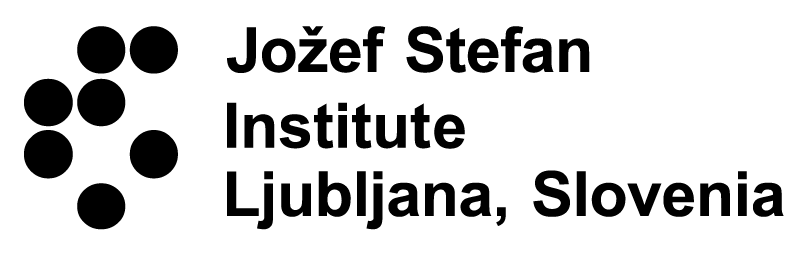 Jožef Stefan
Institute
Ljubljana, Slovenia